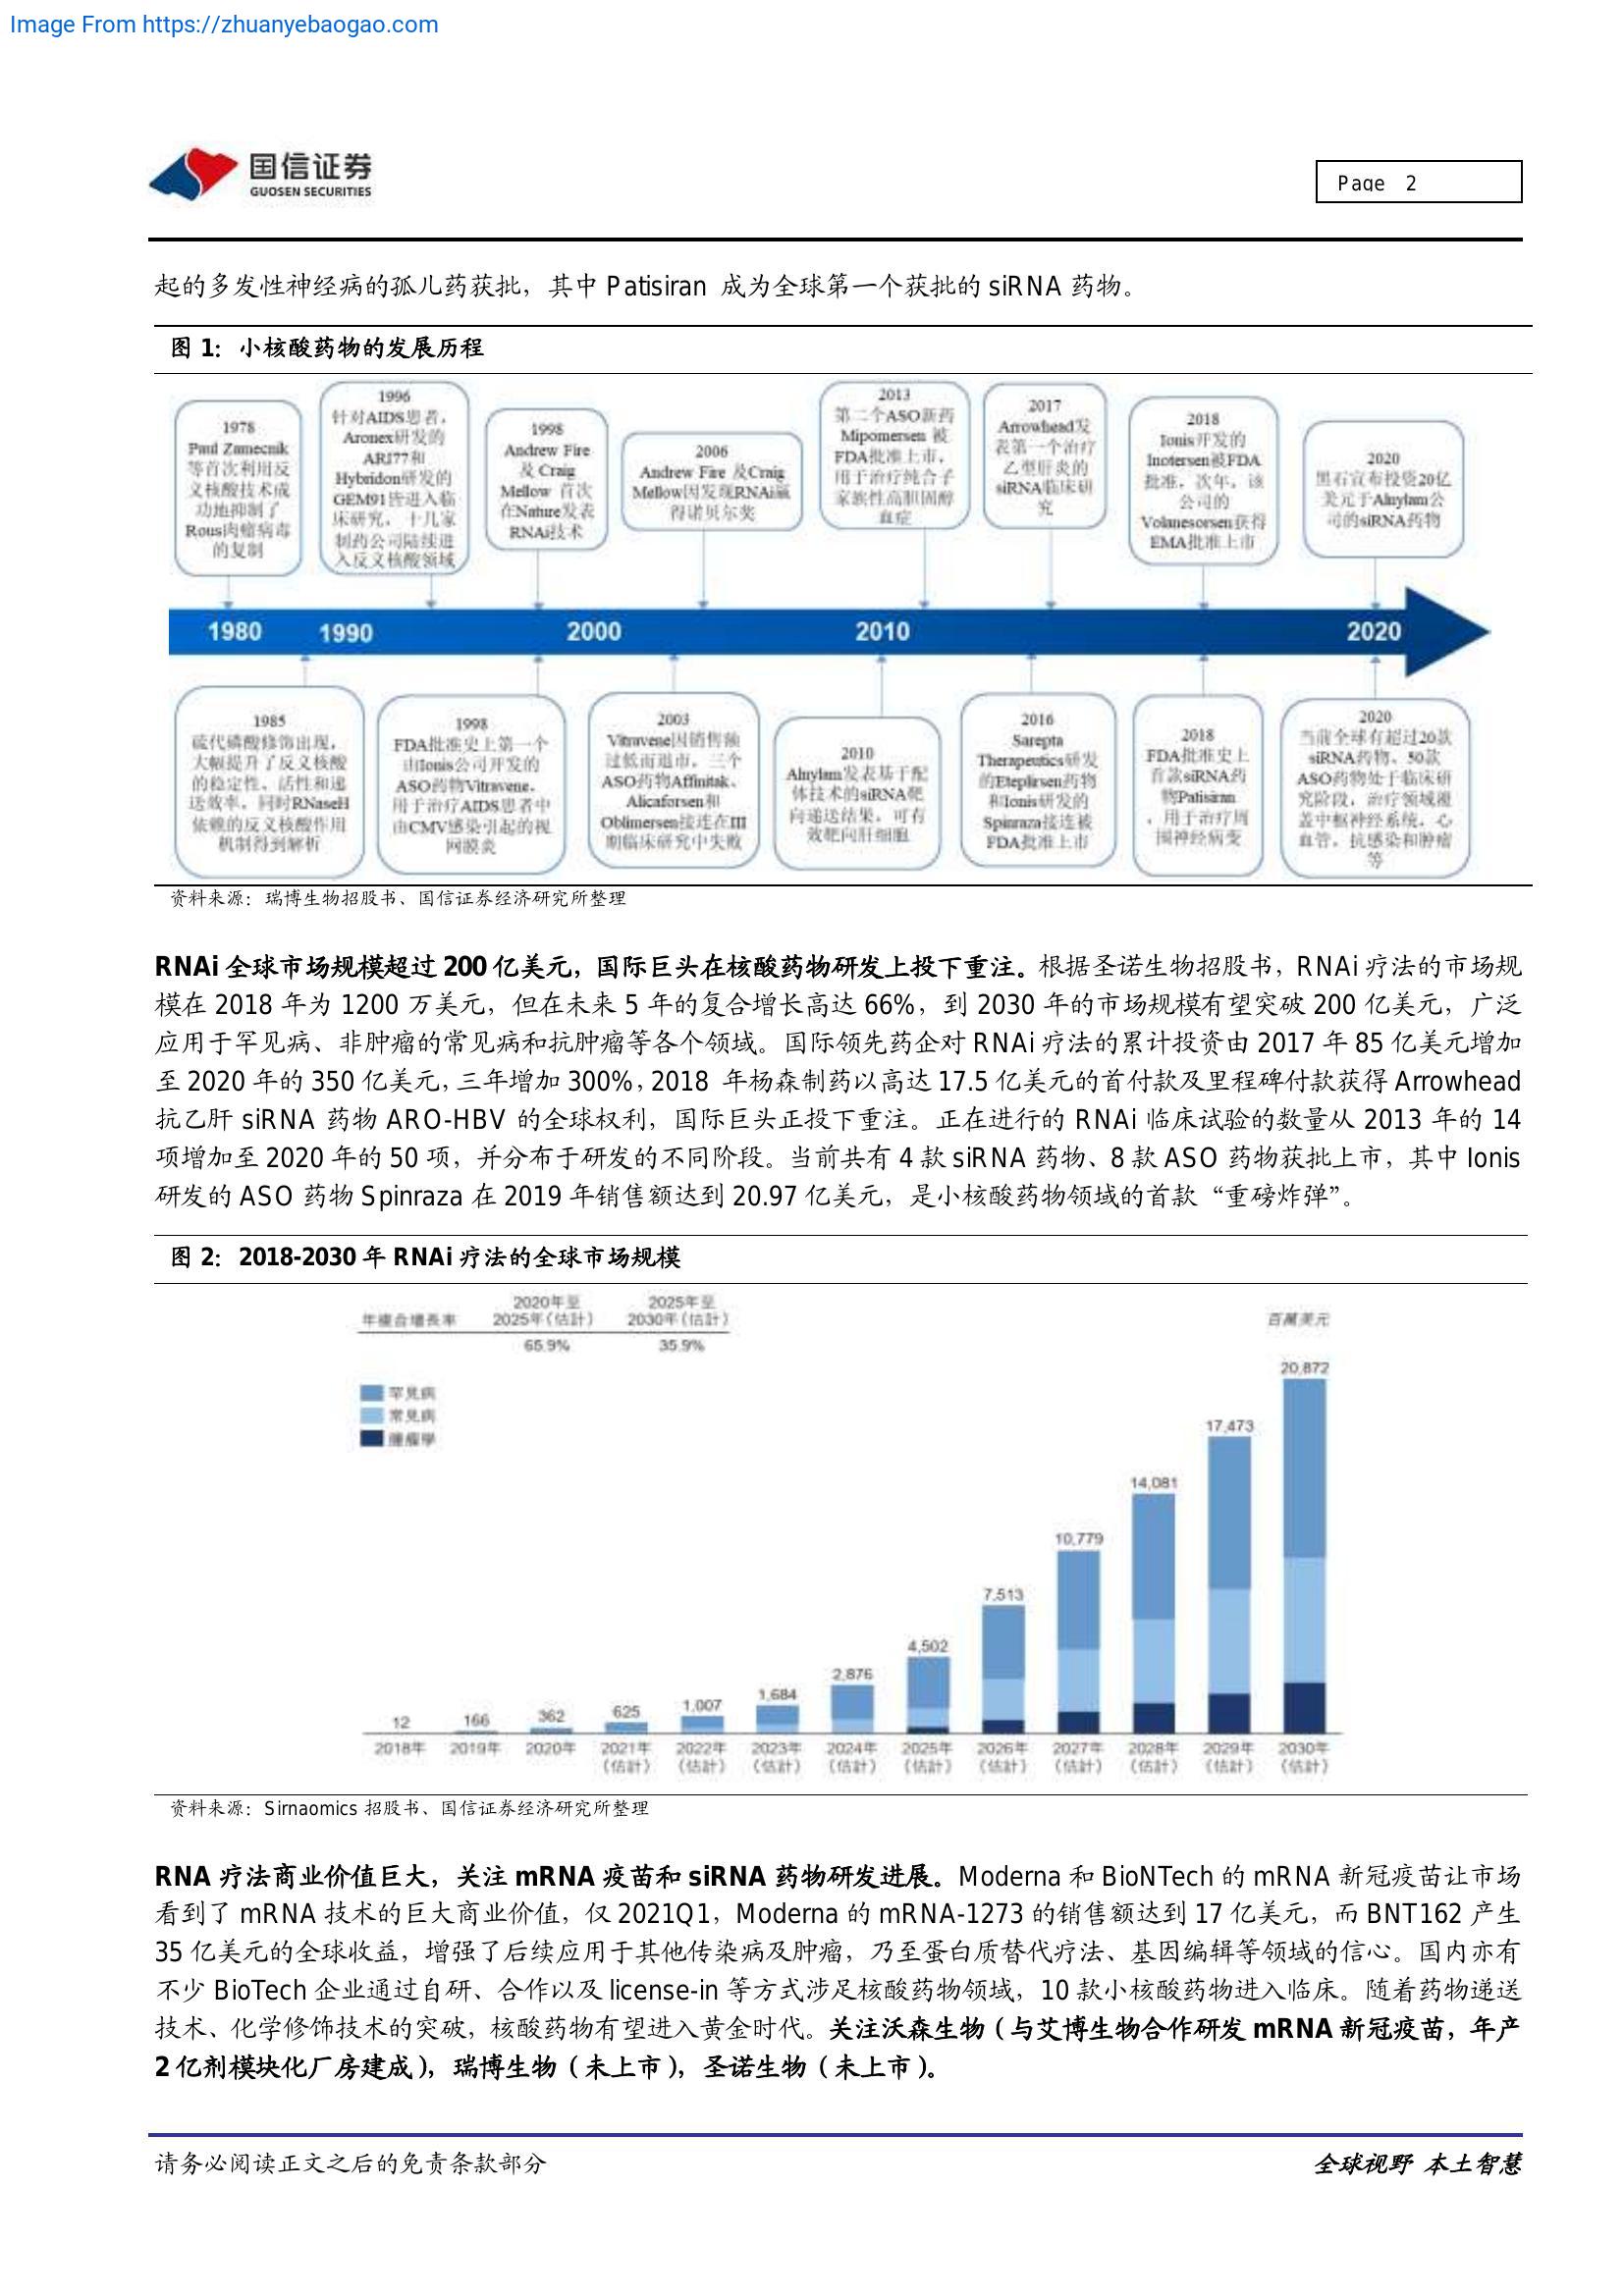 Image From https://zhuanyebaogao.com
国信证券
GUOSEN SECURITIES
Page 2
起的多发性神经病的孤儿药获批，其中 Patisiran 成为全球第一个获批的 siRNA 药物。
图 1：小核酸药物的发展历程
1978
Paul Zamecnik
等首次利用反
义核酸技术成
功地抑制了
Rous肉瘤病毒
的复制
1996
针对AIDS患者，
Aronex研发的
AR177和
Hybridon研发的
GEM91皆进入临
床研究，十几家
制药公司陆续进
入反义核酸领域
1998
Andrew Fire
及 Craig
Mellow 首次
在Nature发表
RNAi技术
2006
Andrew Fire 及Craig
Mellow因发现RNAi赢
得诺贝尔奖
2013
第二个ASO新药
Mipomersen 被
FDA批准上市，
用于治疗纯合子
家族性高胆固醇
血症
2017
Arrowhead发
表第一个治疗
乙型肝炎的
siRNA临床研
究
2018
Ionis开发的
Inotersen被FDA
批准，次年，该
公司的
Volanesorsen获得
EMA批准上市
2020
黑石宣布投资20亿
美元于Alnylam公
司的siRNA药物
1980 1990 2000 2010 2020
1985
硫代磷酸修饰出现，
大幅提升了反义核酸
的稳定性、活性和递
送效率，同时RNaseH
依赖的反义核酸作用
机制得到解析
1998
FDA批准史上第一个
由Ionis公司开发的
ASO药物Vitravene，
用于治疗AIDS患者中
由CMV感染引起的视
网膜炎
2003
Vitravene因销售额
过低而退市，三个
ASO药物Affinitak、
Alicaforsen和
Oblimersen接连在III
期临床研究中失败
2010
Alnylam发表基于配
体技术的siRNA靶
向递送结果，可有
效靶向肝细胞
2016
Sarepta
Therapeutics研发
的Eteplirsen药物
和Ionis研发的
Spinraza接连被
FDA批准上市
2018
FDA批准史上
首款siRNA药
物Patisiran
，用于治疗周
围神经病变
2020
当前全球有超过20款
siRNA药物、50款
ASO药物处于临床研
究阶段，治疗领域覆
盖中枢神经系统、心
血管、抗感染和肿瘤
等
资料来源：瑞博生物招股书、国信证券经济研究所整理
RNAi 全球市场规模超过 200 亿美元，国际巨头在核酸药物研发上投下重注。根据圣诺生物招股书，RNAi 疗法的市场规
模在 2018 年为 1200 万美元，但在未来 5 年的复合增长高达 66%，到 2030 年的市场规模有望突破 200 亿美元，广泛
应用于罕见病、非肿瘤的常见病和抗肿瘤等各个领域。国际领先药企对 RNAi 疗法的累计投资由 2017 年 85 亿美元增加
至 2020 年的 350 亿美元，三年增加 300%，2018 年杨森制药以高达 17.5 亿美元的首付款及里程碑付款获得 Arrowhead
抗乙肝 siRNA 药物 ARO-HBV 的全球权利，国际巨头正投下重注。正在进行的 RNAi 临床试验的数量从 2013 年的 14
项增加至 2020 年的 50 项，并分布于研发的不同阶段。当前共有 4 款 siRNA 药物、8 款 ASO 药物获批上市，其中 Ionis
研发的 ASO 药物 Spinraza 在 2019 年销售额达到 20.97 亿美元，是小核酸药物领域的首款“重磅炸弹”。
图 2：2018-2030 年 RNAi 疗法的全球市场规模
2020年至 2025年至
年複合增長率 2025年(估計) 2030年(估計)
65.9% 35.9%
百萬美元
罕見病
常見病
腫瘤學
12 166 362 625 1,007 1,684 2,876 4,502 7,513 10,779 14,081 17,473 20,872
2018年 2019年 2020年 2021年 2022年 2023年 2024年 2025年 2026年 2027年 2028年 2029年 2030年
(估計) (估計) (估計) (估計) (估計) (估計) (估計) (估計) (估計) (估計)
资料来源：Sirnaomics 招股书、国信证券经济研究所整理
RNA 疗法商业价值巨大，关注 mRNA 疫苗和 siRNA 药物研发进展。Moderna 和 BioNTech 的 mRNA 新冠疫苗让市场
看到了 mRNA 技术的巨大商业价值，仅 2021Q1，Moderna 的 mRNA-1273 的销售额达到 17 亿美元，而 BNT162 产生
35 亿美元的全球收益，增强了后续应用于其他传染病及肿瘤，乃至蛋白质替代疗法、基因编辑等领域的信心。国内亦有
不少 BioTech 企业通过自研、合作以及 license-in 等方式涉足核酸药物领域，10 款小核酸药物进入临床。随着药物递送
技术、化学修饰技术的突破，核酸药物有望进入黄金时代。关注沃森生物（与艾博生物合作研发 mRNA 新冠疫苗，年产
2 亿剂模块化厂房建成），瑞博生物（未上市），圣诺生物（未上市）。
请务必阅读正文之后的免责条款部分
全球视野 本土智慧